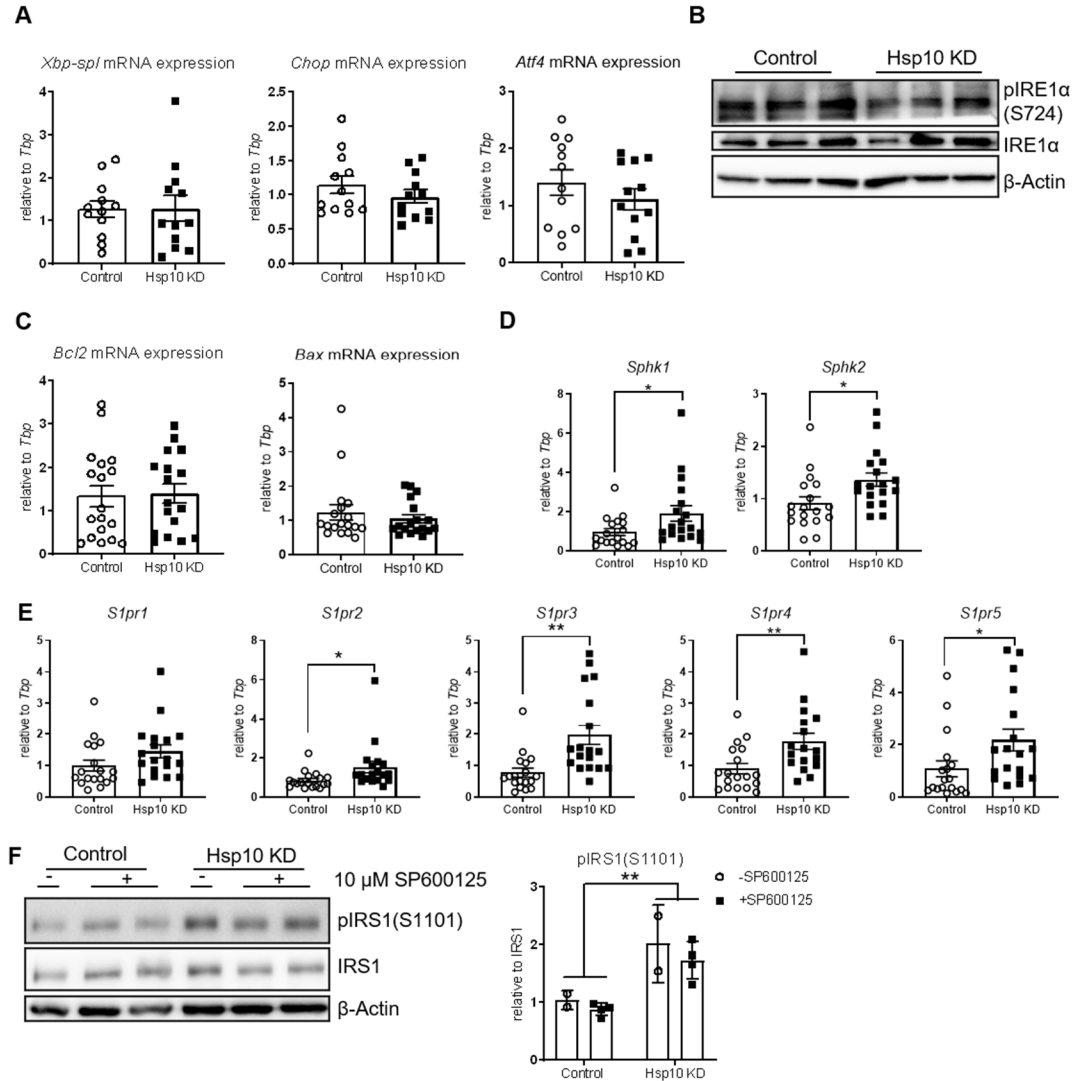 A
Xbp-spl mRNA expression
relative to Tbp
4
3
2
1
0
Control
Hsp10 KD
Chop mRNA expression
relative to Tbp
2.5
2.0
1.5
1.0
0.5
0.0
Control
Hsp10 KD
Atf4 mRNA expression
relative to Tbp
3
2
1
0
Control
Hsp10 KD
B
Control
Hsp10 KD
pIRE1α
(S724)
IRE1α
β-Actin
C
Bcl2 mRNA expression
relative to Tbp
4
3
2
1
0
Control
Hsp10 KD
Bax mRNA expression
relative to Tbp
5
4
3
2
1
0
Control
Hsp10 KD
D
Sphk1
*
relative to Tbp
8
6
4
2
0
Control
Hsp10 KD
Sphk2
*
relative to Tbp
3
2
1
0
Control
Hsp10 KD
E
S1pr1
relative to Tbp
5
4
3
2
1
0
Control
Hsp10 KD
S1pr2
*
relative to Tbp
8
6
4
2
0
Control
Hsp10 KD
S1pr3
**
relative to Tbp
5
4
3
2
1
0
Control
Hsp10 KD
S1pr4
**
relative to Tbp
5
4
3
2
1
0
Control
Hsp10 KD
S1pr5
*
relative to Tbp
6
4
2
0
Control
Hsp10 KD
F
Control
Hsp10 KD
- + - + 10 µM SP600125
pIRS1(S1101)
IRS1
β-Actin
pIRS1(S1101)
**
relative to IRS1
3
2
1
0
Control
Hsp10 KD
-SP600125
+SP600125